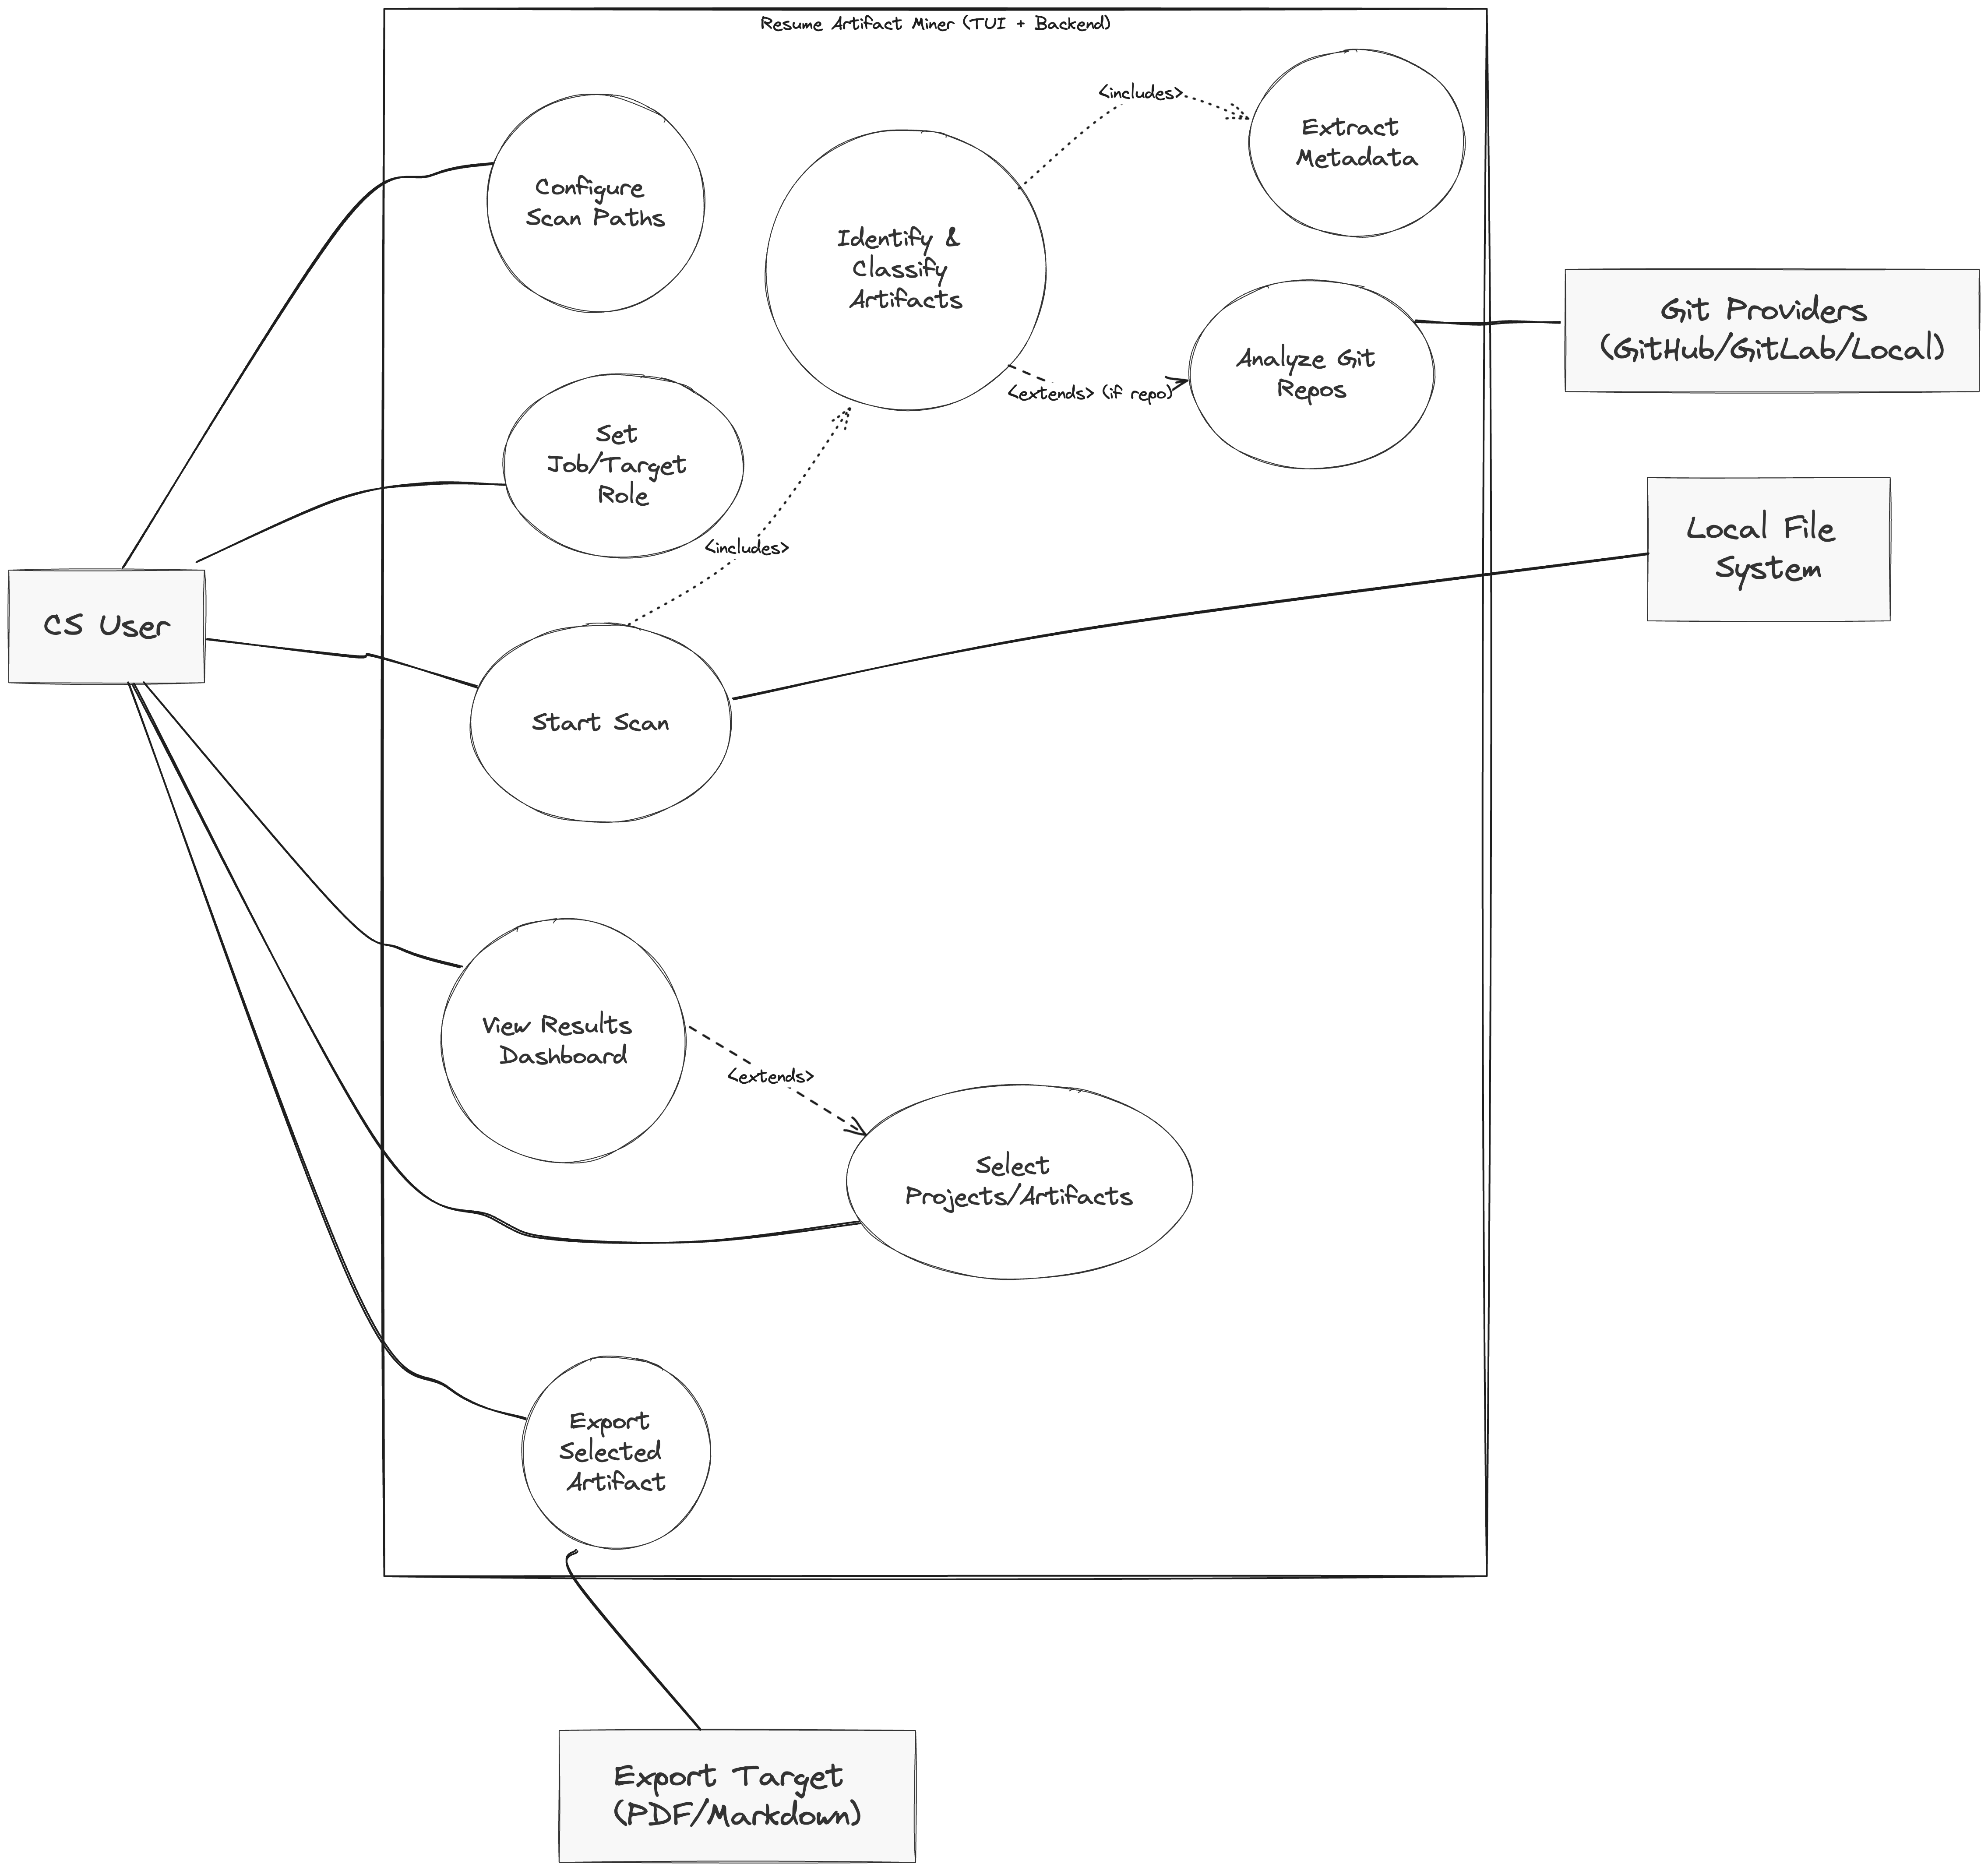 Resume Artifact Miner (TUI + Backend)
<includes>
Extract
Metadata
Configure
Scan Paths
Identify &
Classify
Artifacts
Git Providers
(GitHub/GitLab/Local)
Analyze Git
Repos
<extends> (if repo)
Set
Job/Target
Role
Local File
System
<includes>
CS User
Start Scan
View Results
Dashboard
<extends>
Select
Projects/Artifacts
Export
Selected
Artifact
Export Target
(PDF/Markdown)